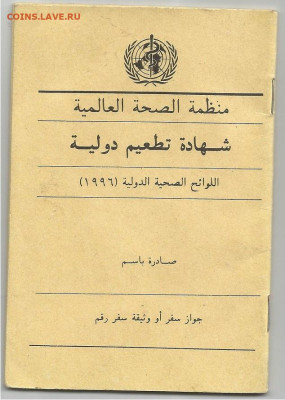 COINS.LAVE.RU
منظمة الصحة العالمية
شهادة تطعيم دولية
اللوائح الصحية الدولية (١٩٩٦)
صادرة باسم
جواز سفر أو وثيقة سفر رقم